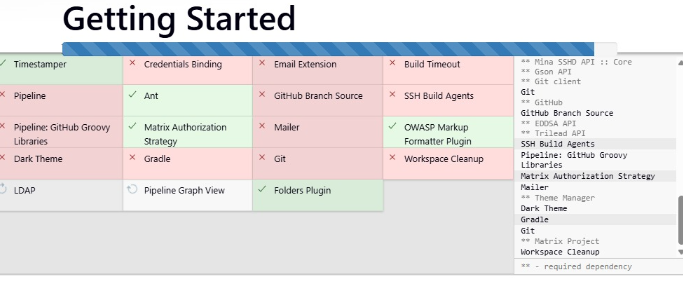 Getting Started
Timestamper
Credentials Binding
Email Extension
Build Timeout
Pipeline
Ant
GitHub Branch Source
SSH Build Agents
Pipeline: GitHub Groovy
Libraries
Matrix Authorization
Strategy
Mailer
OWASP Markup
Formatter Plugin
Dark Theme
Gradle
Git
Workspace Cleanup
LDAP
Pipeline Graph View
Folders Plugin
** Mina SSHD API :: Core
** Gson API
** Git client
Git
** GitHub
GitHub Branch Source
** EDDSA API
** Trilead API
SSH Build Agents
Pipeline: GitHub Groovy
Libraries
Matrix Authorization Strategy
Mailer
** Theme Manager
Dark Theme
Gradle
Git
** Matrix Project
Workspace Cleanup
** - required dependency